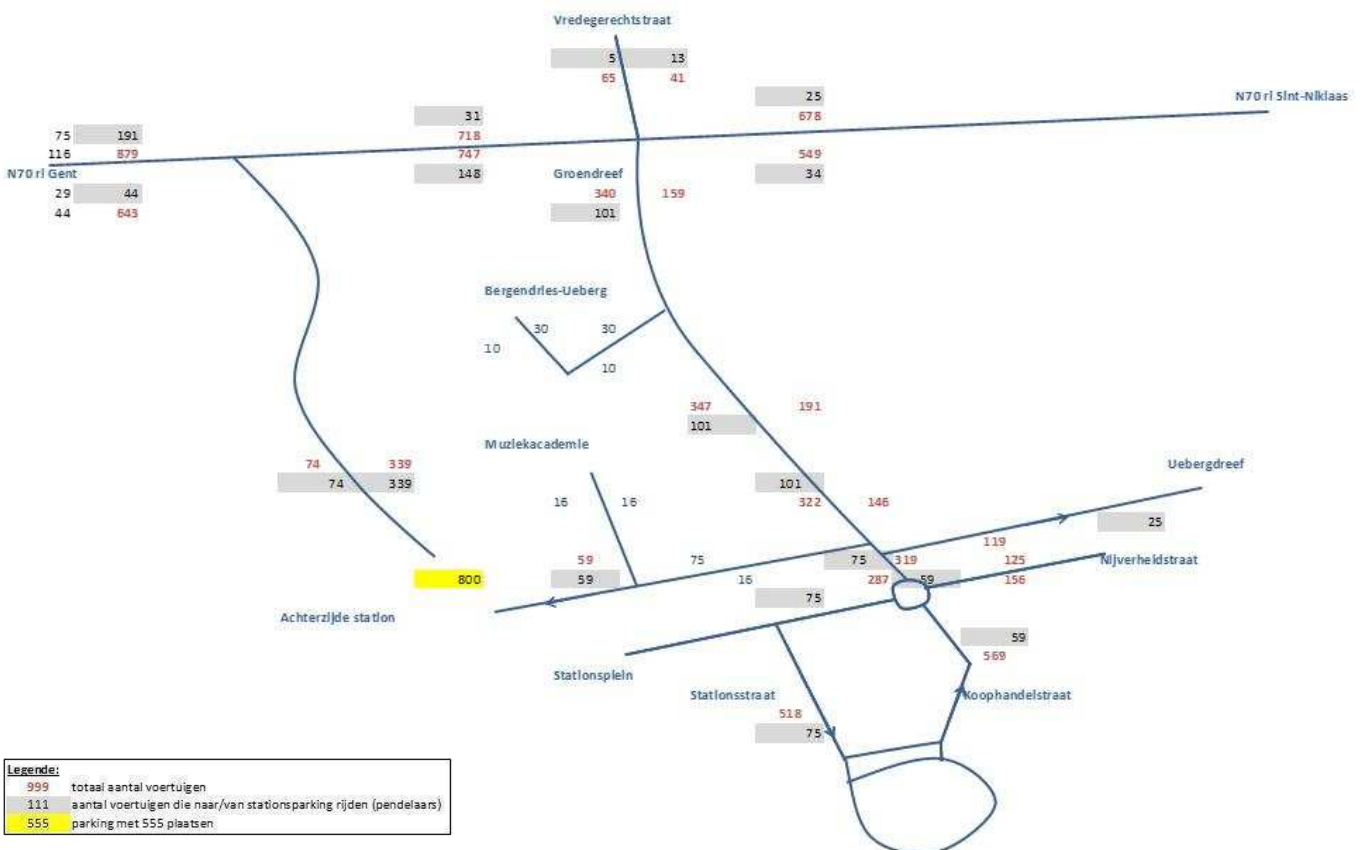 Vredegerechtstraat
5 13
65 41
25
N70 rl Sint-Niklaas
678
31
75 191
718
116 879
747
549
N70 rl Gent
148
Groendreef
34
29 44
340 159
44 643
101
Bergendries-Ueberg
30 30
10
10
347 191
101
Muziekacademie
74 339
Uebergdreef
74 339
101
16 16
322 146
25
119
59 75
75 319
125
Nijverheidstraat
800
59
16
287 59
156
75
Achterzijde station
59
569
Stationsplein
Stationsstraat
Koophandelstraat
518
75
Legende:
999 totaal aantal voertuigen
111 aantal voertuigen die naar/van stationsparking rijden (pendelaars)
555 parking met 555 plaatsen